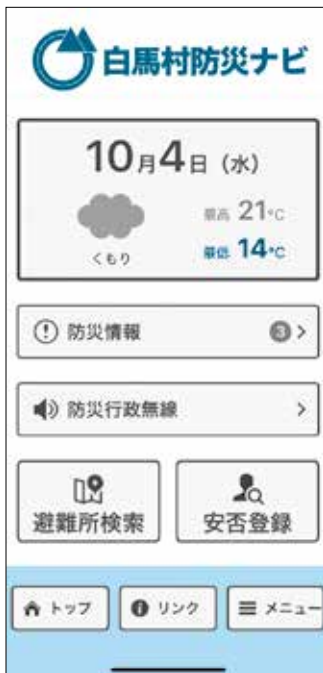 白馬村防災ナビ
10月4日（水）
最高 21℃
くもり
最低 14℃
防災情報 3
防災行政無線
避難所検索 安否登録
トップ リンク メニュー